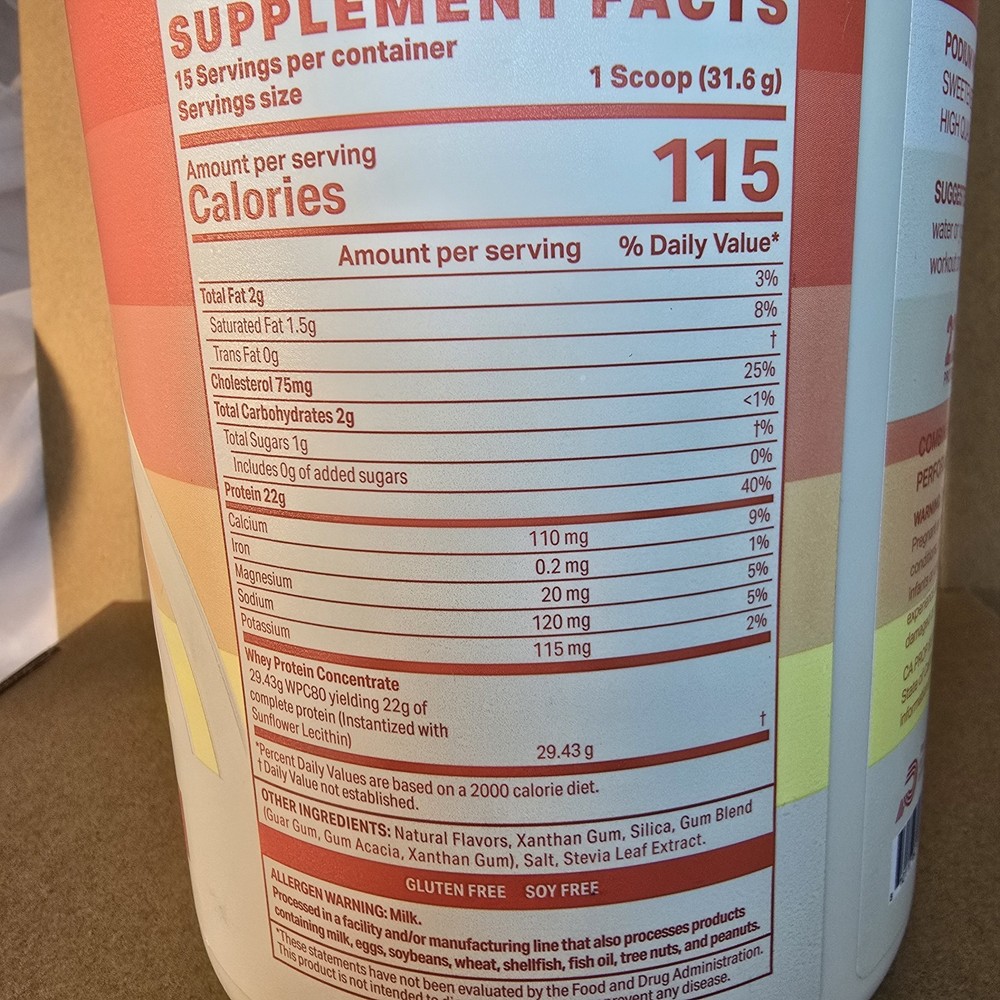 SUPPLEMENT FACTS
15 Servings per container
Servings size 1 Scoop (31.6 g)
Amount per serving
Calories 115
Amount per serving % Daily Value*
Total Fat 2g 3%
Saturated Fat 1.5g 8%
Trans Fat 0g †
Cholesterol 75mg 25%
Total Carbohydrates 2g <1%
Total Sugars 1g †%
Includes 0g of added sugars 0%
Protein 22g 40%
Calcium 110 mg 9%
Iron 0.2 mg 1%
Magnesium 20 mg 5%
Sodium 120 mg 5%
Potassium 115 mg 2%
Whey Protein Concentrate
29.43g WPC80 yielding 22g of
complete protein (Instantized with
Sunflower Lecithin) 29.43 g †
*Percent Daily Values are based on a 2000 calorie diet.
† Daily Value not established.
OTHER INGREDIENTS: Natural Flavors, Xanthan Gum, Silica, Gum Blend
(Guar Gum, Gum Acacia, Xanthan Gum), Salt, Stevia Leaf Extract.
GLUTEN FREE SOY FREE
ALLERGEN WARNING: Milk.
Processed in a facility and/or manufacturing line that also processes products
containing milk, eggs, soybeans, wheat, shellfish, fish oil, tree nuts, and peanuts.
*These statements have not been evaluated by the Food and Drug Administration.
This product is not intended to prevent any disease.
water or
WARNING